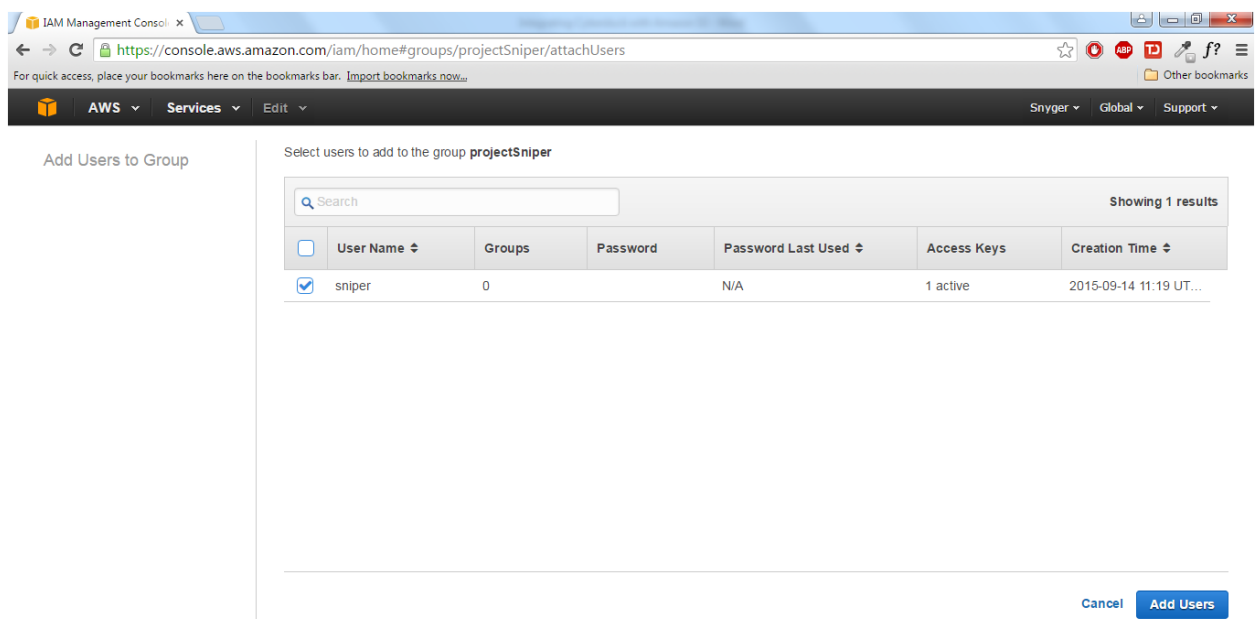 IAM Management Consol
https://console.aws.amazon.com/iam/home#groups/projectSniper/attachUsers
ABP
f?
For quick access, place your bookmarks here on the bookmarks bar. Import bookmarks now...
Other bookmarks
AWS Services Edit Snyger Global Support
Add Users to Group
Select users to add to the group projectSniper
Search
Showing 1 results
User Name Groups Password Password Last Used Access Keys Creation Time
sniper 0 N/A 1 active 2015-09-14 11:19 UT...
Cancel Add Users